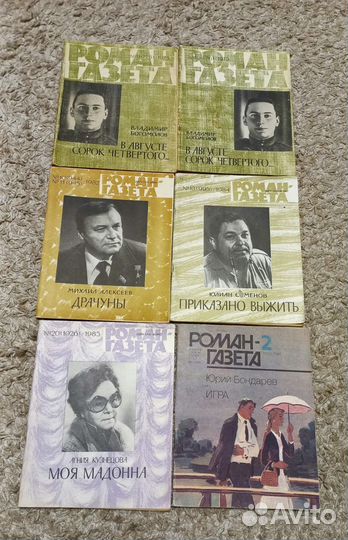 РОМАН
ГАЗЕТА
ВЛАДИМИР
БОГОМОЛОВ
В АВГУСТЕ
СОРОК ЧЕТВЕРТОГО...
РОМАН
ГАЗЕТА
ВЛАДИМИР
БОГОМОЛОВ
В АВГУСТЕ
СОРОК ЧЕТВЕРТОГО...
РОМАН-
ГАЗЕТА
МИХАИЛ АЛЕКСЕЕВ
ДРАЧУНЫ
РОМАН-
ГАЗЕТА
ЮЛИАН СЕМЕНОВ
ПРИКАЗАНО ВЫЖИТЬ
№20(1026)·1985
РОМАН
ГАЗЕТА
АГНИЯ КУЗНЕЦОВА
МОЯ МАДОННА
РОМАН-2
ГАЗЕТА
Юрий Бондарев
ИГРА
Avito